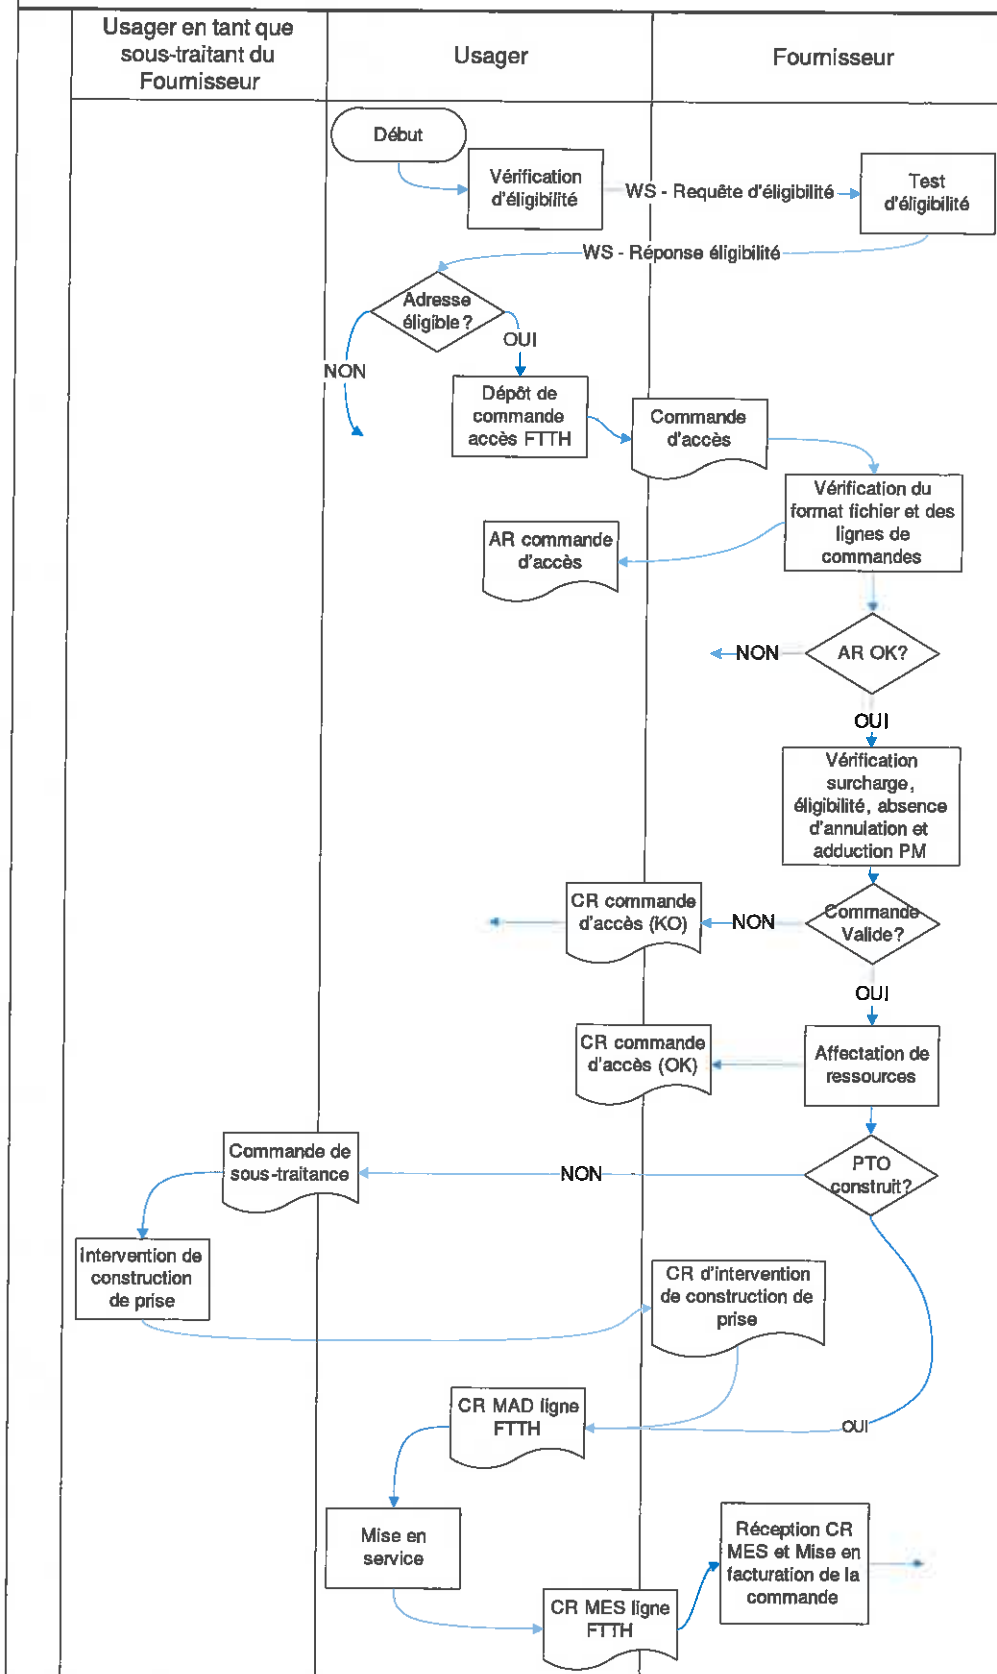 Usager en tant que
sous-traitant du
Fournisseur
Usager
Fournisseur
Début
Vérification
d'éligibilité
WS - Requête d'éligibilité
Test
d'éligibilité
WS - Réponse éligibilité
Adresse
éligible ?
OUI
NON
Dépôt de
commande
accès FTTH
Commande
d'accès
Vérification du
format fichier et des
lignes de
commandes
AR commande
d'accès
AR OK?
NON
OUI
Vérification
surcharge,
éligibilité, absence
d'annulation et
adduction PM
Commande
Valide?
NON
CR commande
d'accès (KO)
OUI
Affectation de
ressources
CR commande
d'accès (OK)
PTO
construit?
NON
Commande de
sous-traitance
Intervention de
construction
de prise
CR d'intervention
de construction de
prise
OUI
CR MAD ligne
FTTH
Mise en
service
CR MES ligne
FTTH
Réception CR
MES et Mise en
facturation de la
commande